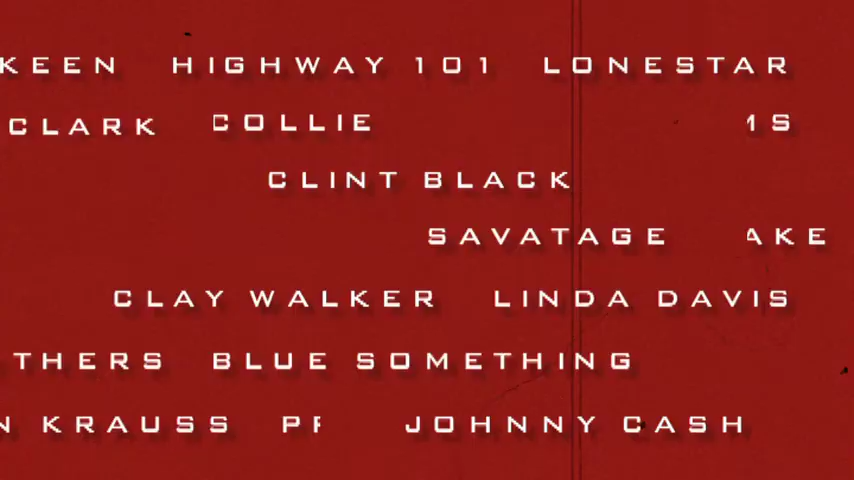 KEEN HIGHWAY 101 LONESTAR
CLARK COLLIE
CLINT BLACK
SAVATAGE
CLAY WALKER LINDA DAVIS
THERS BLUE SOMETHING
KRAUSS JOHNNY CASH